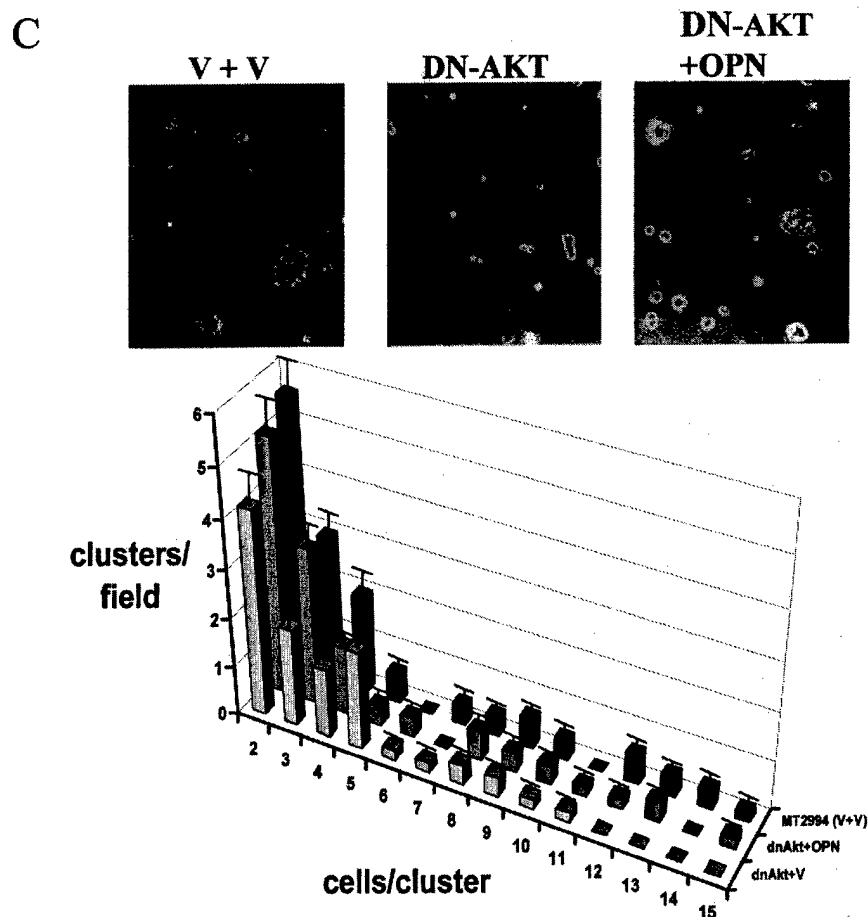 C
V + V
DN-AKT
DN-AKT
+OPN
6
5
4
3
2
1
0
clusters/
field
2
3
4
5
6
7
8
9
10
11
12
13
14
15
cells/cluster
MT2994 (V+V)
dnAkt+OPN
dnAkt+V